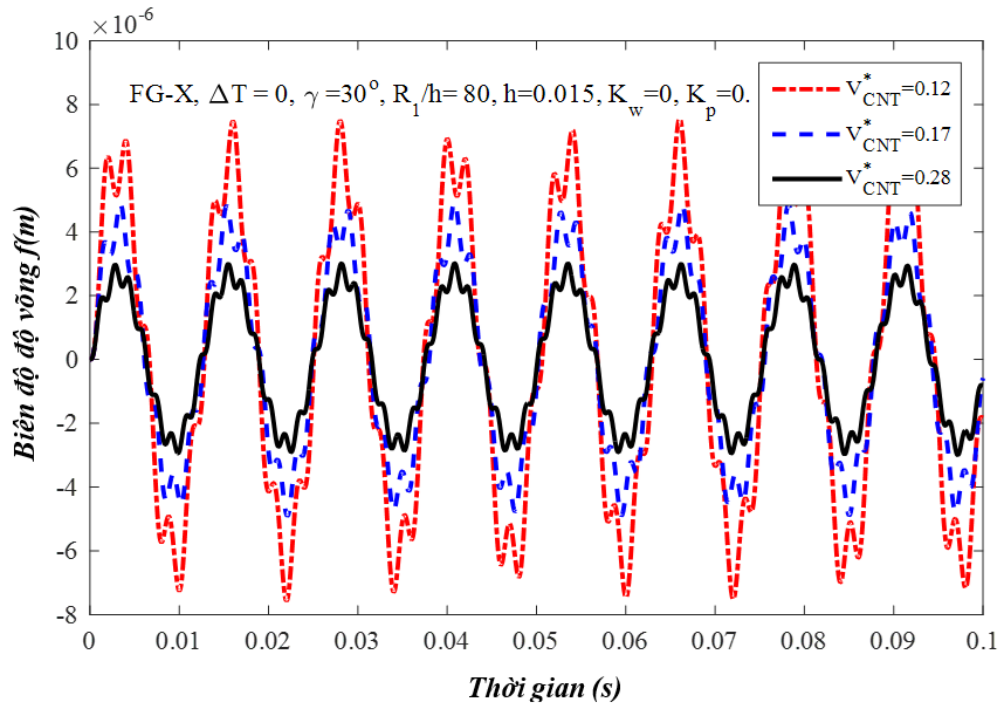 ×10⁻⁶
10
8
6
4
2
0
-2
-4
-6
-8
FG-X, ΔT = 0, γ =30°, R₁/h= 80, h=0.015, K_w=0, K_p=0.
V*_CNT=0.12
V*_CNT=0.17
V*_CNT=0.28
Biên độ độ võng f(m)
0 0.01 0.02 0.03 0.04 0.05 0.06 0.07 0.08 0.09 0.1
Thời gian (s)